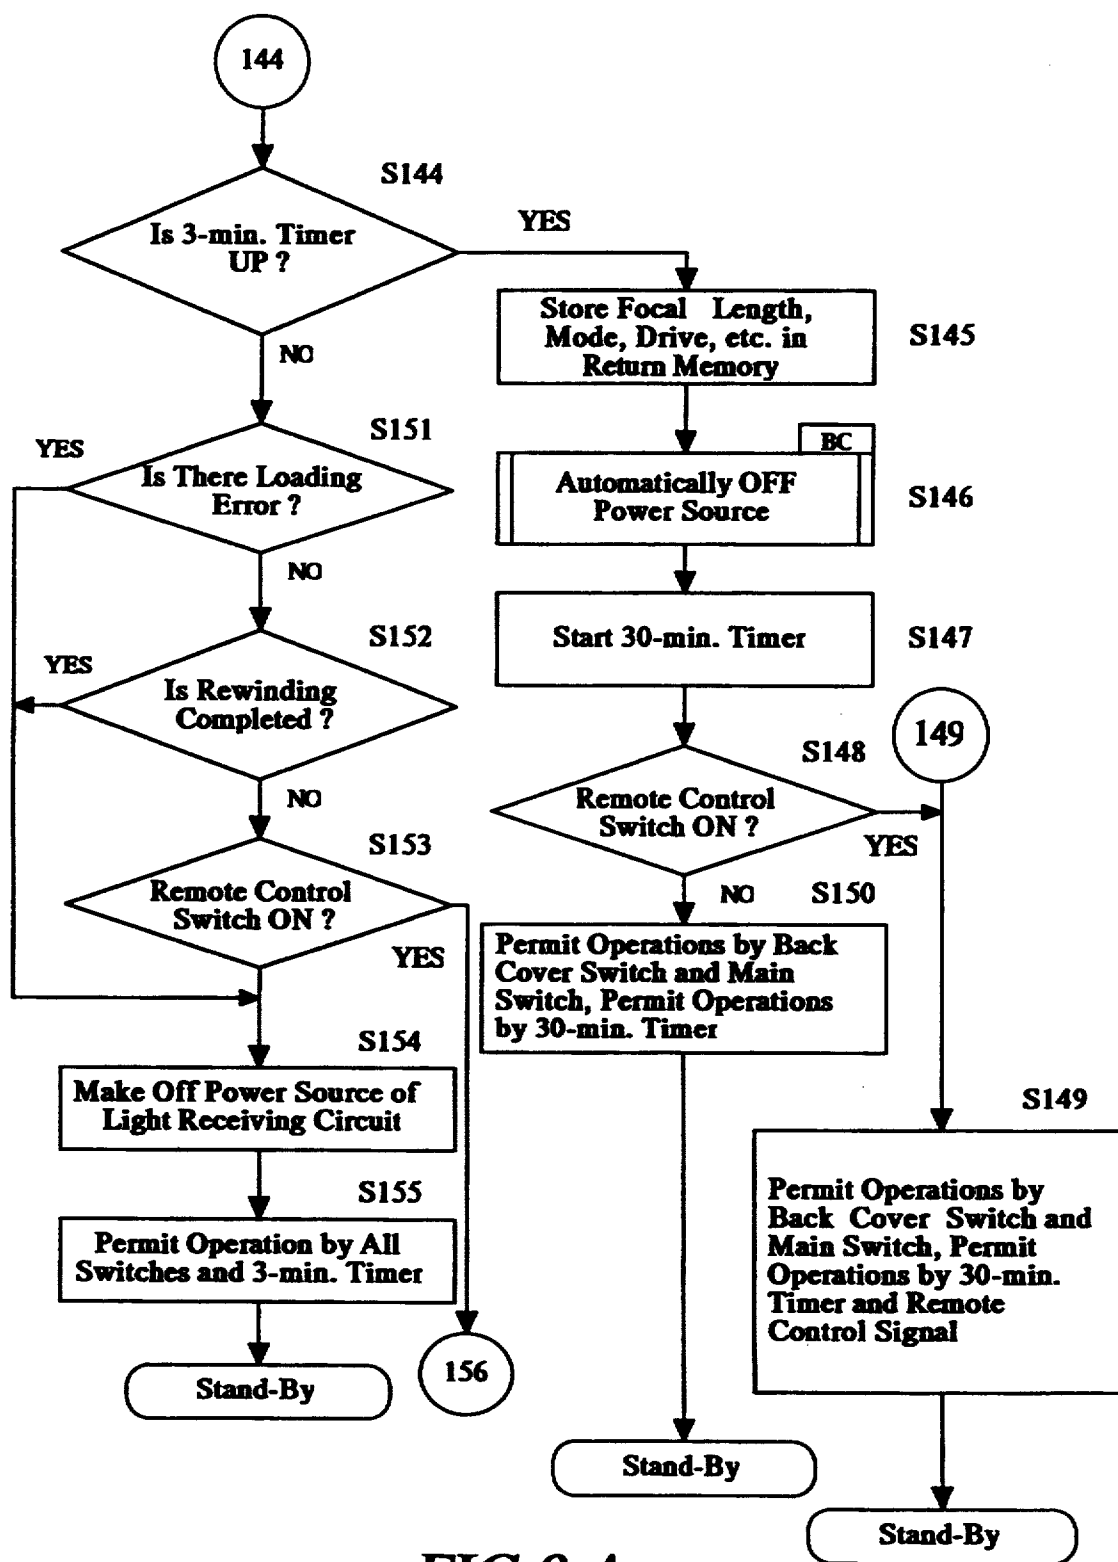 144
S144
Is 3-min. Timer
UP ?
YES
NO
Store Focal Length,
Mode, Drive, etc. in
Return Memory
S145
BC
Automatically OFF
Power Source
S146
Start 30-min. Timer
S147
S148
Remote Control
Switch ON ?
YES
NO
149
S150
Permit Operations by Back
Cover Switch and Main
Switch, Permit Operations
by 30-min. Timer
Stand-By
S149
Permit Operations by
Back Cover Switch and
Main Switch, Permit
Operations by 30-min.
Timer and Remote
Control Signal
Stand-By
S151
YES
Is There Loading
Error ?
NO
S152
YES
Is Rewinding
Completed ?
NO
S153
Remote Control
Switch ON ?
YES
S154
Make Off Power Source of
Light Receiving Circuit
S155
Permit Operation by All
Switches and 3-min. Timer
Stand-By
156